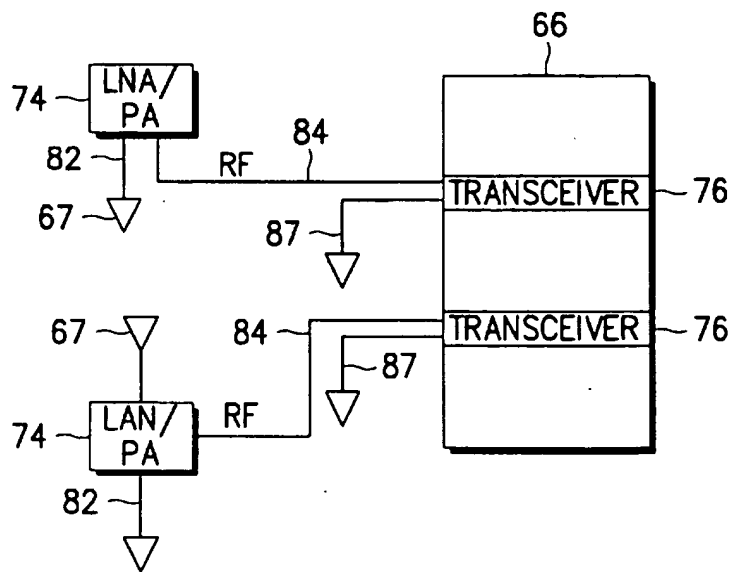 66
74
LNA/
PA
82
RF
84
67
TRANSCEIVER
76
87
67
84
TRANSCEIVER
76
87
74
LAN/
PA
RF
82